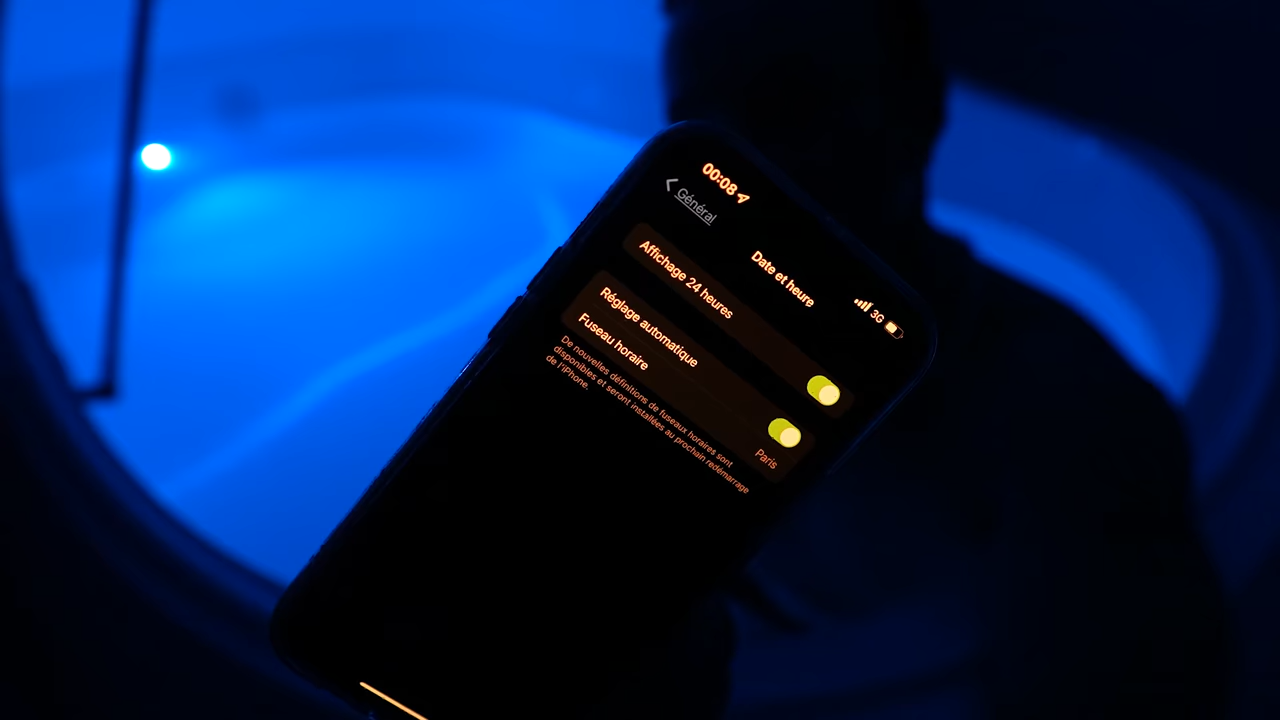 00:08
3G
Général
Date et heure
Affichage 24 heures
Réglage automatique
Fuseau horaire
Paris
De nouvelles définitions de fuseaux horaires sont
disponibles et seront installées au prochain redémarrage
de l'iPhone.